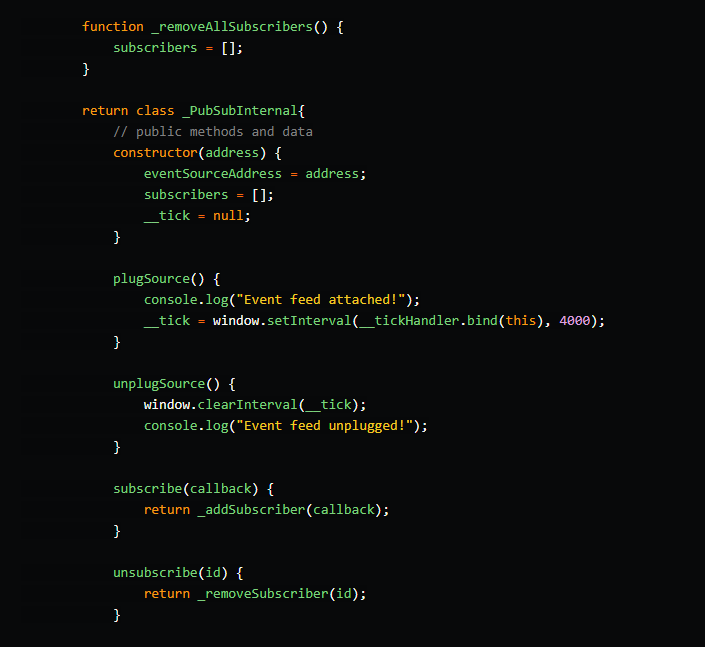 function _removeAllSubscribers() {
subscribers = [];
}
return class _PubSubInternal{
// public methods and data
constructor(address) {
eventSourceAddress = address;
subscribers = [];
__tick = null;
}
plugSource() {
console.log("Event feed attached!");
__tick = window.setInterval(__tickHandler.bind(this), 4000);
}
unplugSource() {
window.clearInterval(__tick);
console.log("Event feed unplugged!");
}
subscribe(callback) {
return _addSubscriber(callback);
}
unsubscribe(id) {
return _removeSubscriber(id);
}